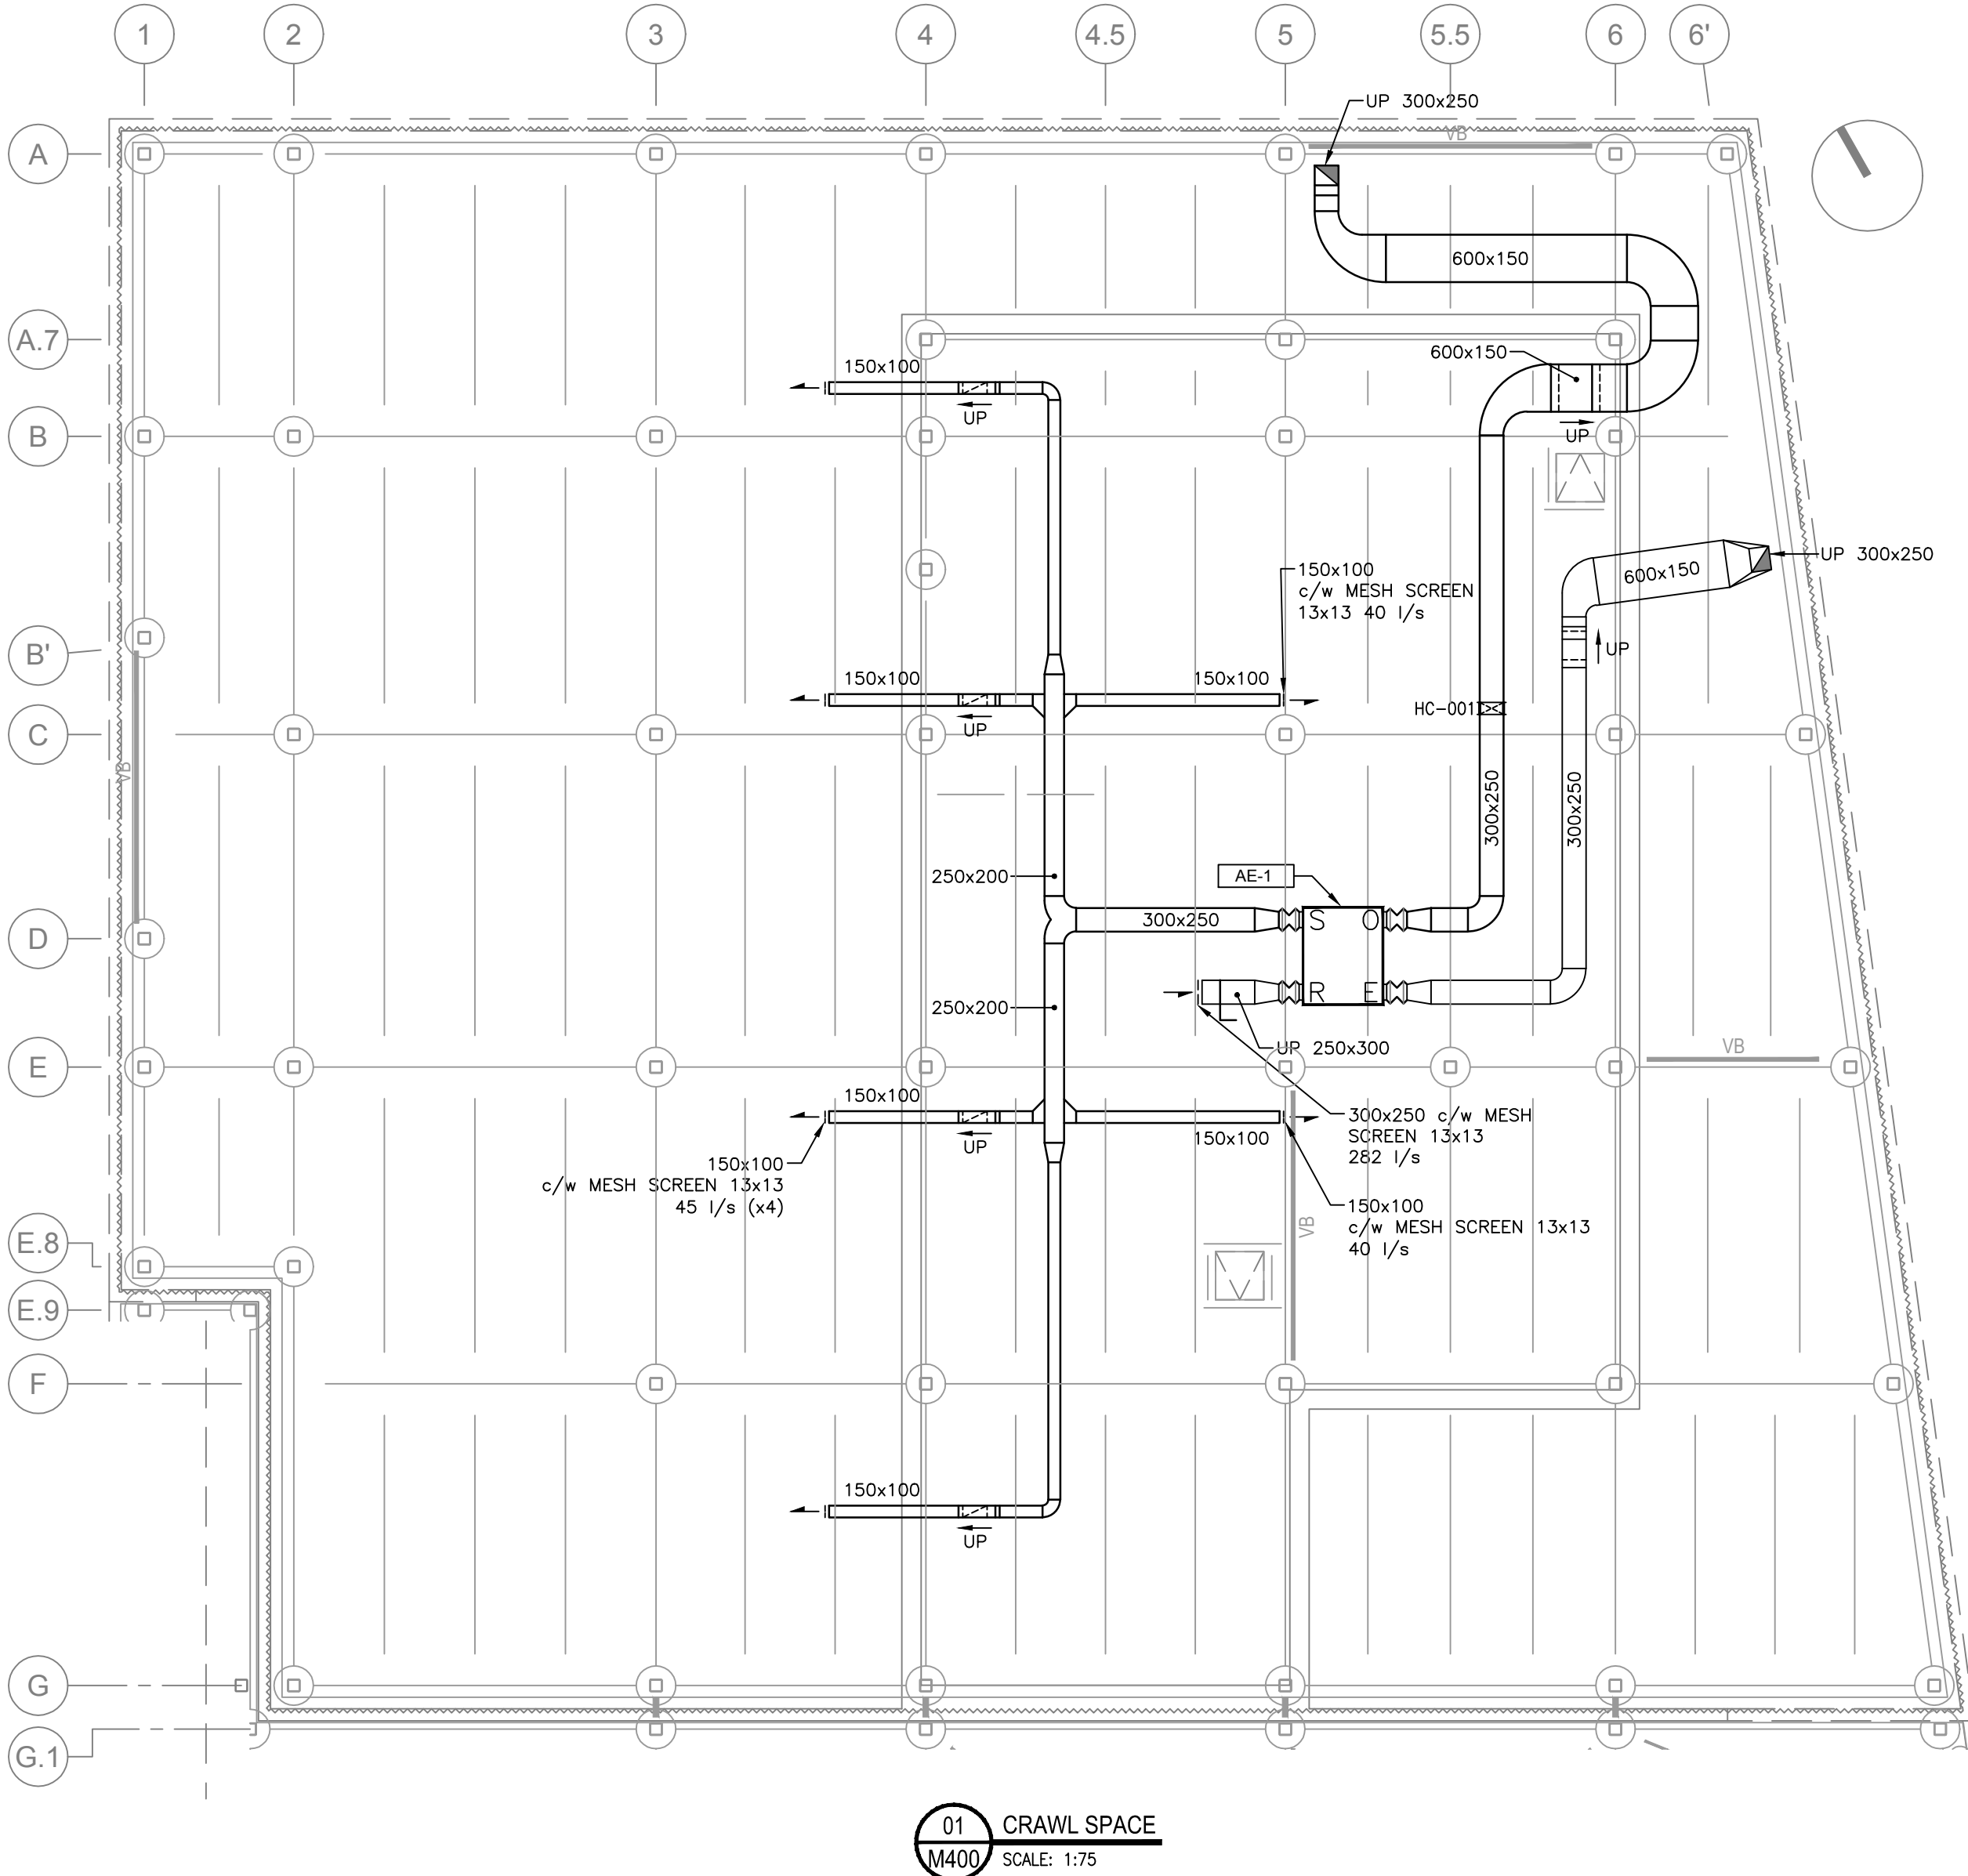 1 2 3 4 4.5 5 5.5 6 6'
UP 300x250
VB
A
600x150
A.7
600x150
150x100
UP
UP
B
UP 300x250
150x100
c/w MESH SCREEN
13x13 40 l/s
600x150
UP
B'
150x100
150x100
HC-001
UP
C
VB
300x250
300x250
250x200
AE-1
300x250
S O
D
R E
250x200
UP 250x300
VB
E
150x100
300x250 c/w MESH
SCREEN 13x13
282 l/s
150x100
UP
150x100
c/w MESH SCREEN 13x13
45 l/s (x4)
150x100
c/w MESH SCREEN 13x13
40 l/s
VB
E.8
E.9
F
150x100
UP
G
G.1
01
M400
CRAWL SPACE
SCALE: 1:75